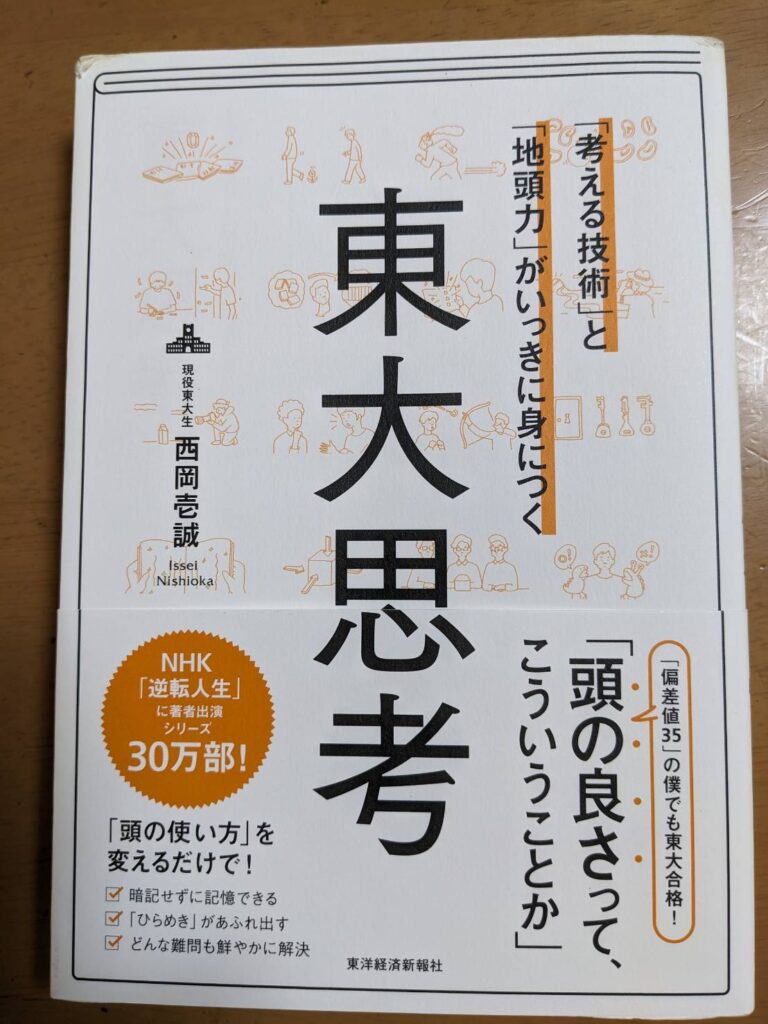 「考える技術」と
「地頭力」がいっきに身につく
東大思考
現役東大生
西岡壱誠
Issei
Nishioka
「偏差値35」の僕でも東大合格!
「頭の良さって、
こういうことか」
NHK
「逆転人生」
に著者出演
シリーズ
30万部!
「頭の使い方」を
変えるだけで!
暗記せずに記憶できる
「ひらめき」があふれ出す
どんな難問も鮮やかに解決
東洋経済新報社